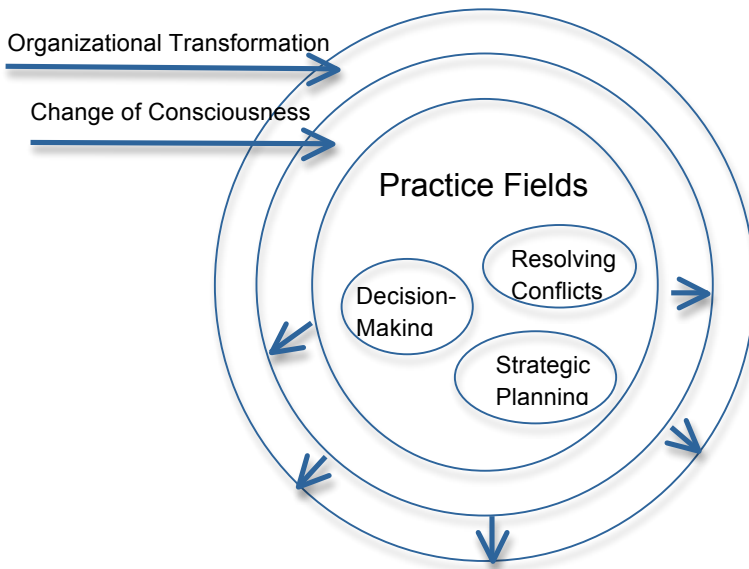 Organizational Transformation
Change of Consciousness
Practice Fields
Resolving
Conflicts
Decision-
Making
Strategic
Planning